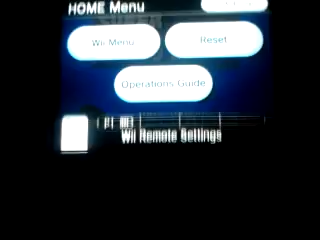 HOME Menu
Wii Menu
Reset
Operations Guide
Wii Remote Settings